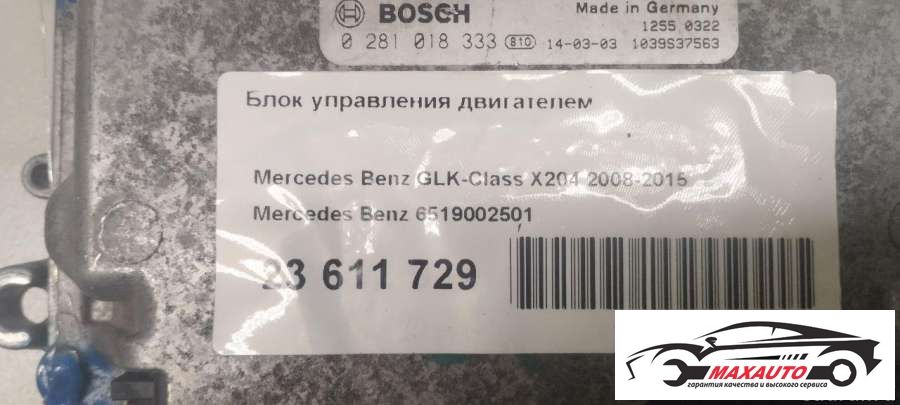 BOSCH
Made in Germany
1255 0322
0 281 018 333 B10 14-03-03 1039S37563
Блок управления двигателем
Mercedes Benz GLK-Class X204 2008-2015
Mercedes Benz 6519002501
23 611 729
MAXAUTO
гарантия качества и высокого сервиса